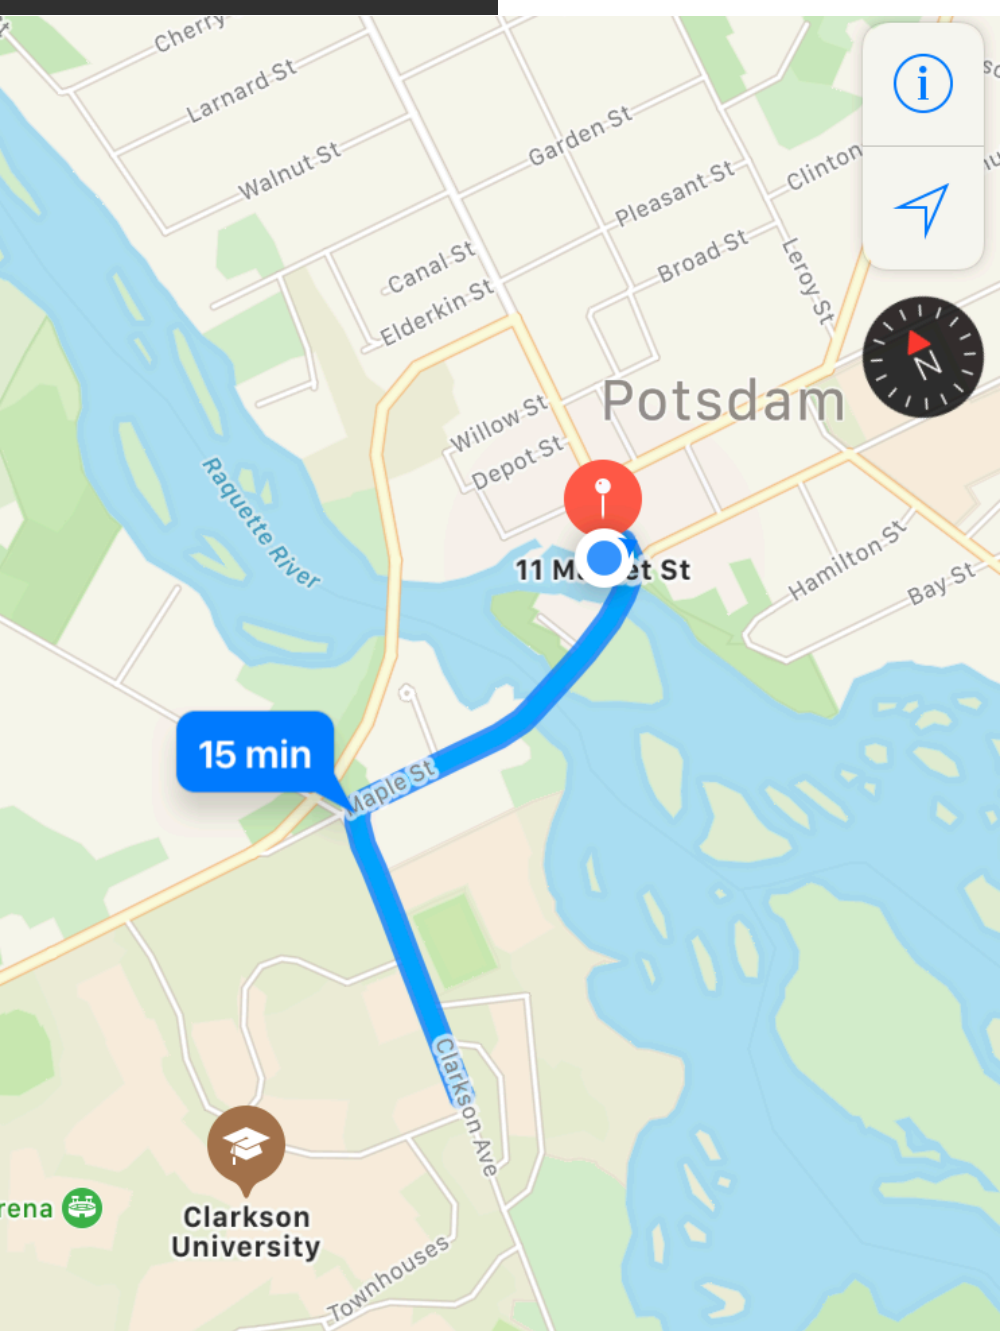 Cherry
Larnard St
Walnut St
Garden St
Pleasant St
Clinton
Canal St
Broad St
Leroy St
Elderkin St
N
Potsdam
Willow St
Depot St
Raquette River
Hamilton St
11 M et St
Bay St
15 min
Maple St
Clarkson Ave
rena
Clarkson
University
Townhouses